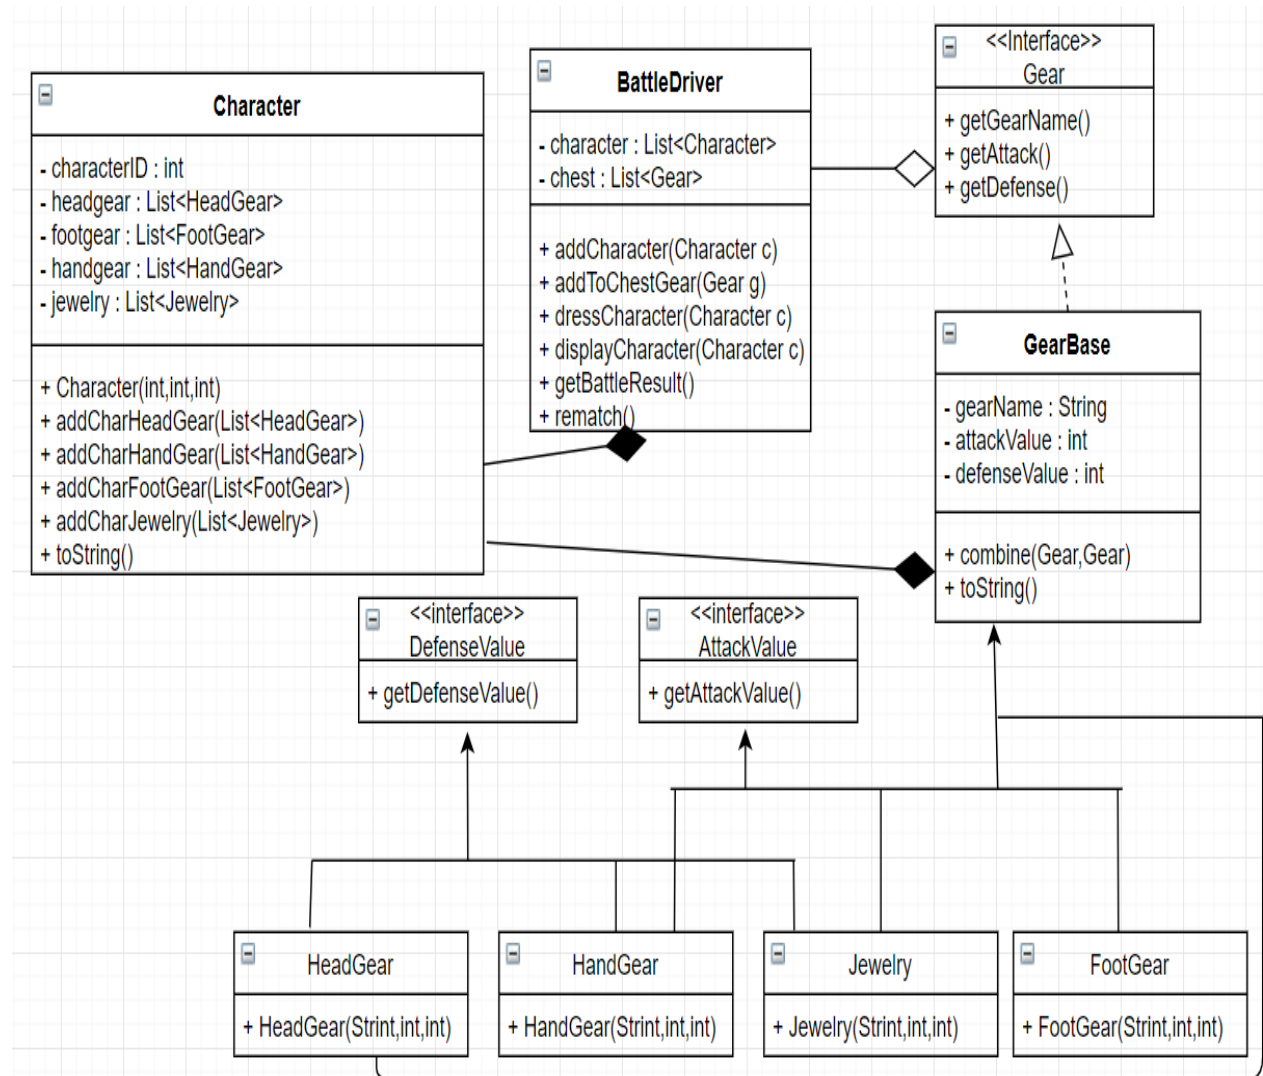 Character
- characterID : int
- headgear : List<HeadGear>
- footgear : List<FootGear>
- handgear : List<HandGear>
- jewelry : List<Jewelry>
+ Character(int,int,int)
+ addCharHeadGear(List<HeadGear>)
+ addCharHandGear(List<HandGear>)
+ addCharFootGear(List<FootGear>)
+ addCharJewelry(List<Jewelry>)
+ toString()
BattleDriver
- character : List<Character>
- chest : List<Gear>
+ addCharacter(Character c)
+ addToChestGear(Gear g)
+ dressCharacter(Character c)
+ displayCharacter(Character c)
+ getBattleResult()
+ rematch()
<<Interface>>
Gear
+ getGearName()
+ getAttack()
+ getDefense()
GearBase
- gearName : String
- attackValue : int
- defenseValue : int
+ combine(Gear,Gear)
+ toString()
<<interface>>
DefenseValue
+ getDefenseValue()
<<interface>>
AttackValue
+ getAttackValue()
HeadGear
+ HeadGear(Strint,int,int)
HandGear
+ HandGear(Strint,int,int)
Jewelry
+ Jewelry(Strint,int,int)
FootGear
+ FootGear(Strint,int,int)